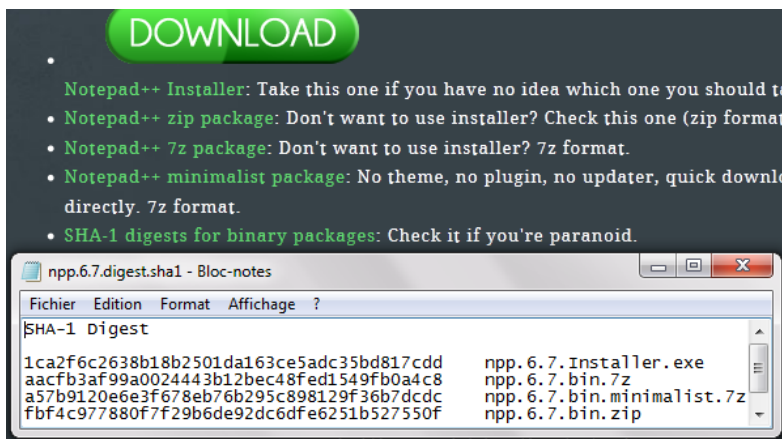 DOWNLOAD
Notepad++ Installer: Take this one if you have no idea which one you should
Notepad++ zip package: Don't want to use installer? Check this one (zip
Notepad++ 7z package: Don't want to use installer? 7z format.
Notepad++ minimalist package: No theme, no plugin, no updater, quick
directly. 7z format.
SHA-1 digests for binary packages: Check it if you're paranoid.
npp.6.7.digest.sha1 - Bloc-notes
Fichier Edition Format Affichage ?
SHA-1 Digest
1ca2f6c2638b18b2501da163ce5adc35bd817cdd npp.6.7.Installer.exe
aacfb3af99a0024443b12bec48fed1549fb0a4c8 npp.6.7.bin.7z
a57b9120e6e3f678eb76b295c898129f36b7dcdc npp.6.7.bin.minimalist.7z
fbf4c977880f7f29b6de92dc6dfe6251b527550f npp.6.7.bin.zip